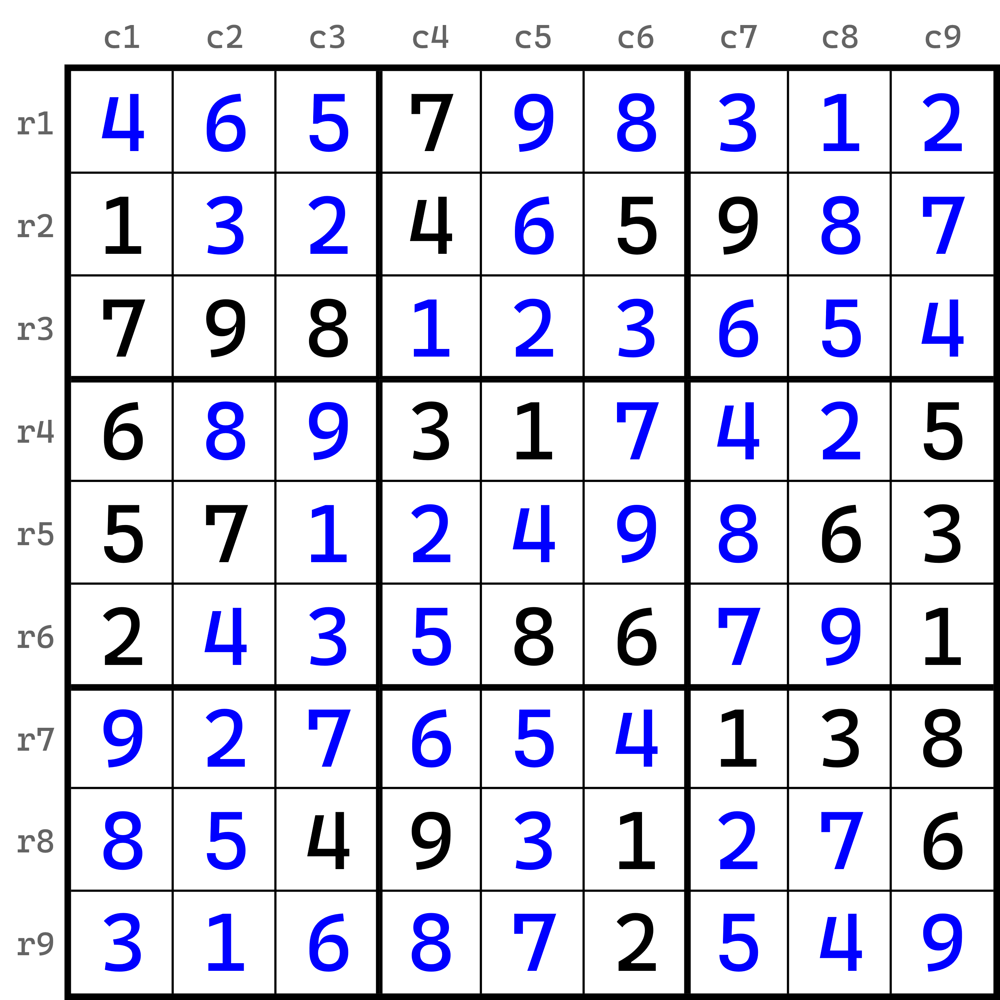 c1 c2 c3 c4 c5 c6 c7 c8 c9
r1 4 6 5 7 9 8 3 1 2
r2 1 3 2 4 6 5 9 8 7
r3 7 9 8 1 2 3 6 5 4
r4 6 8 9 3 1 7 4 2 5
r5 5 7 1 2 4 9 8 6 3
r6 2 4 3 5 8 6 7 9 1
r7 9 2 7 6 5 4 1 3 8
r8 8 5 4 9 3 1 2 7 6
r9 3 1 6 8 7 2 5 4 9